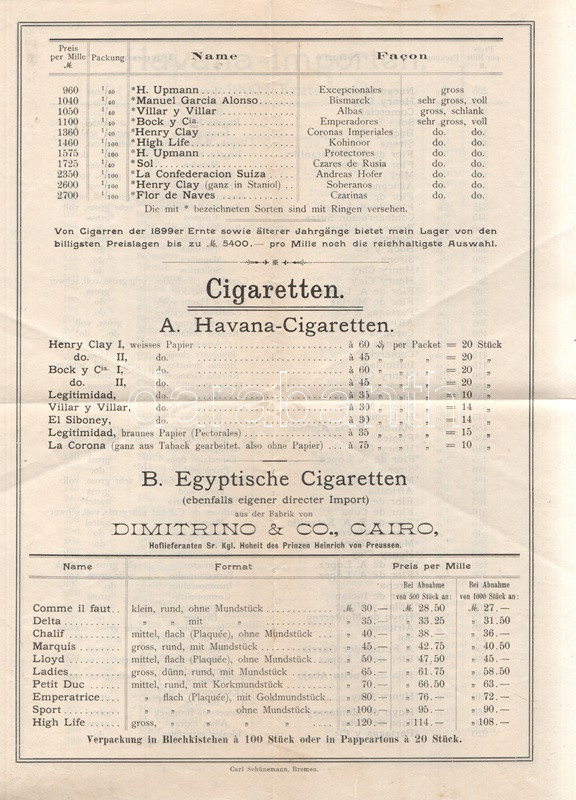 Preis per Mille ℳ. Packung Name Façon
960 1/40 *H. Upmann Excepcionales gross
1040 1/40 *Manuel Garcia Alonso Bismarck sehr gross, voll
1050 1/40 *Villar y Villar Albas gross, schlank
1100 1/40 *Bock y Cia. Emperadores sehr gross, voll
1360 1/40 *Henry Clay Coronas Imperiales do. do.
1460 1/100 *High Life Kohinoor do. do.
1575 1/100 *H. Upmann Protectores do. do.
1725 1/40 *Sol Czares de Rusia do. do.
2350 1/100 *La Confederacion Suiza Andreas Hofer do. do.
2600 1/100 *Henry Clay (ganz in Staniol) Soberanos do. do.
2700 1/100 *Flor de Naves Czarinas do. do.
Die mit * bezeichneten Sorten sind mit Ringen versehen.
Von Cigarren der 1899er Ernte sowie älterer Jahrgänge bietet mein Lager von den
billigsten Preislagen bis zu ℳ. 5400.— pro Mille noch die reichhaltigste Auswahl.
Cigaretten.
A. Havana-Cigaretten.
Henry Clay I, weisses Papier à 60 ₰ per Packet = 20 Stück
do. II, do. à 45 „ „ „ = 20 „
Bock y Cia. I, do. à 60 „ „ „ = 20 „
do. II, do. à 45 „ „ „ = 20 „
Legitimidad, do. à 35 „ „ „ = 10 „
Villar y Villar, do. à 30 „ „ „ = 14 „
El Siboney, do. à 30 „ „ „ = 14 „
Legitimidad, braunes Papier (Pectorales) à 35 „ „ „ = 15 „
La Corona (ganz aus Taback gearbeitet, also ohne Papier) à 75 „ „ „ = 10 „
darabanth
B. Egyptische Cigaretten
(ebenfalls eigener directer Import)
aus der Fabrik von
DIMITRINO & CO., CAIRO,
Hoflieferanten Sr. Kgl. Hoheit des Prinzen Heinrich von Preussen.
Name Format Preis per Mille
Bei Abnahme von 500 Stück an: Bei Abnahme von 1000 Stück an:
Comme il faut klein, rund, ohne Mundstück ℳ. 30.— ℳ. 28.50 ℳ. 27.—
Delta „ „ mit „ „ 35.— „ 33.25 „ 31.50
Chalif mittel, flach (Plaquée), ohne Mundstück „ 40.— „ 38.— „ 36.—
Marquis gross, rund, mit Mundstück „ 45.— „ 42.75 „ 40.50
Lloyd mittel, flach (Plaquée), ohne Mundstück „ 50.— „ 47.50 „ 45.—
Ladies gross, dünn, rund, mit Mundstück „ 65.— „ 61.75 „ 58.50
Petit Duc mittel, rund, mit Korkmundstück „ 70.— „ 66.50 „ 63.—
Emperatrice „ flach (Plaquée), mit Goldmundstück „ 80.— „ 76.— „ 72.—
Sport „ „ „ ohne Mundstück „ 100.— „ 95.— „ 90.—
High Life gross, „ „ „ „ „ 120.— „ 114.— „ 108.—
Verpackung in Blechkistchen à 100 Stück oder in Pappcartons à 20 Stück.
Carl Schünemann, Bremen.